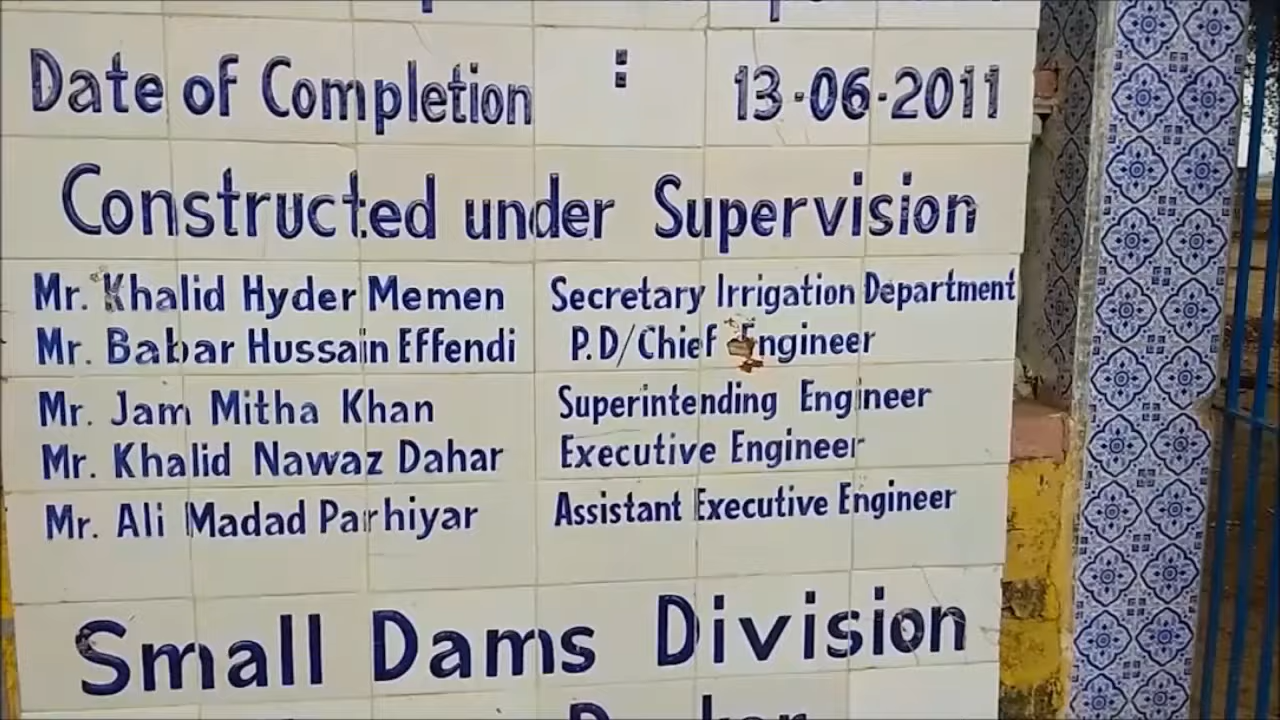 Date of Completion : 13-06-2011
Constructed under Supervision
Mr. Khalid Hyder Memen Secretary Irrigation Department
Mr. Babar Hussain Effendi P.D/Chief Engineer
Mr. Jam Mitha Khan Superintending Engineer
Mr. Khalid Nawaz Dahar Executive Engineer
Mr. Ali Madad Parhiyar Assistant Executive Engineer
Small Dams Division